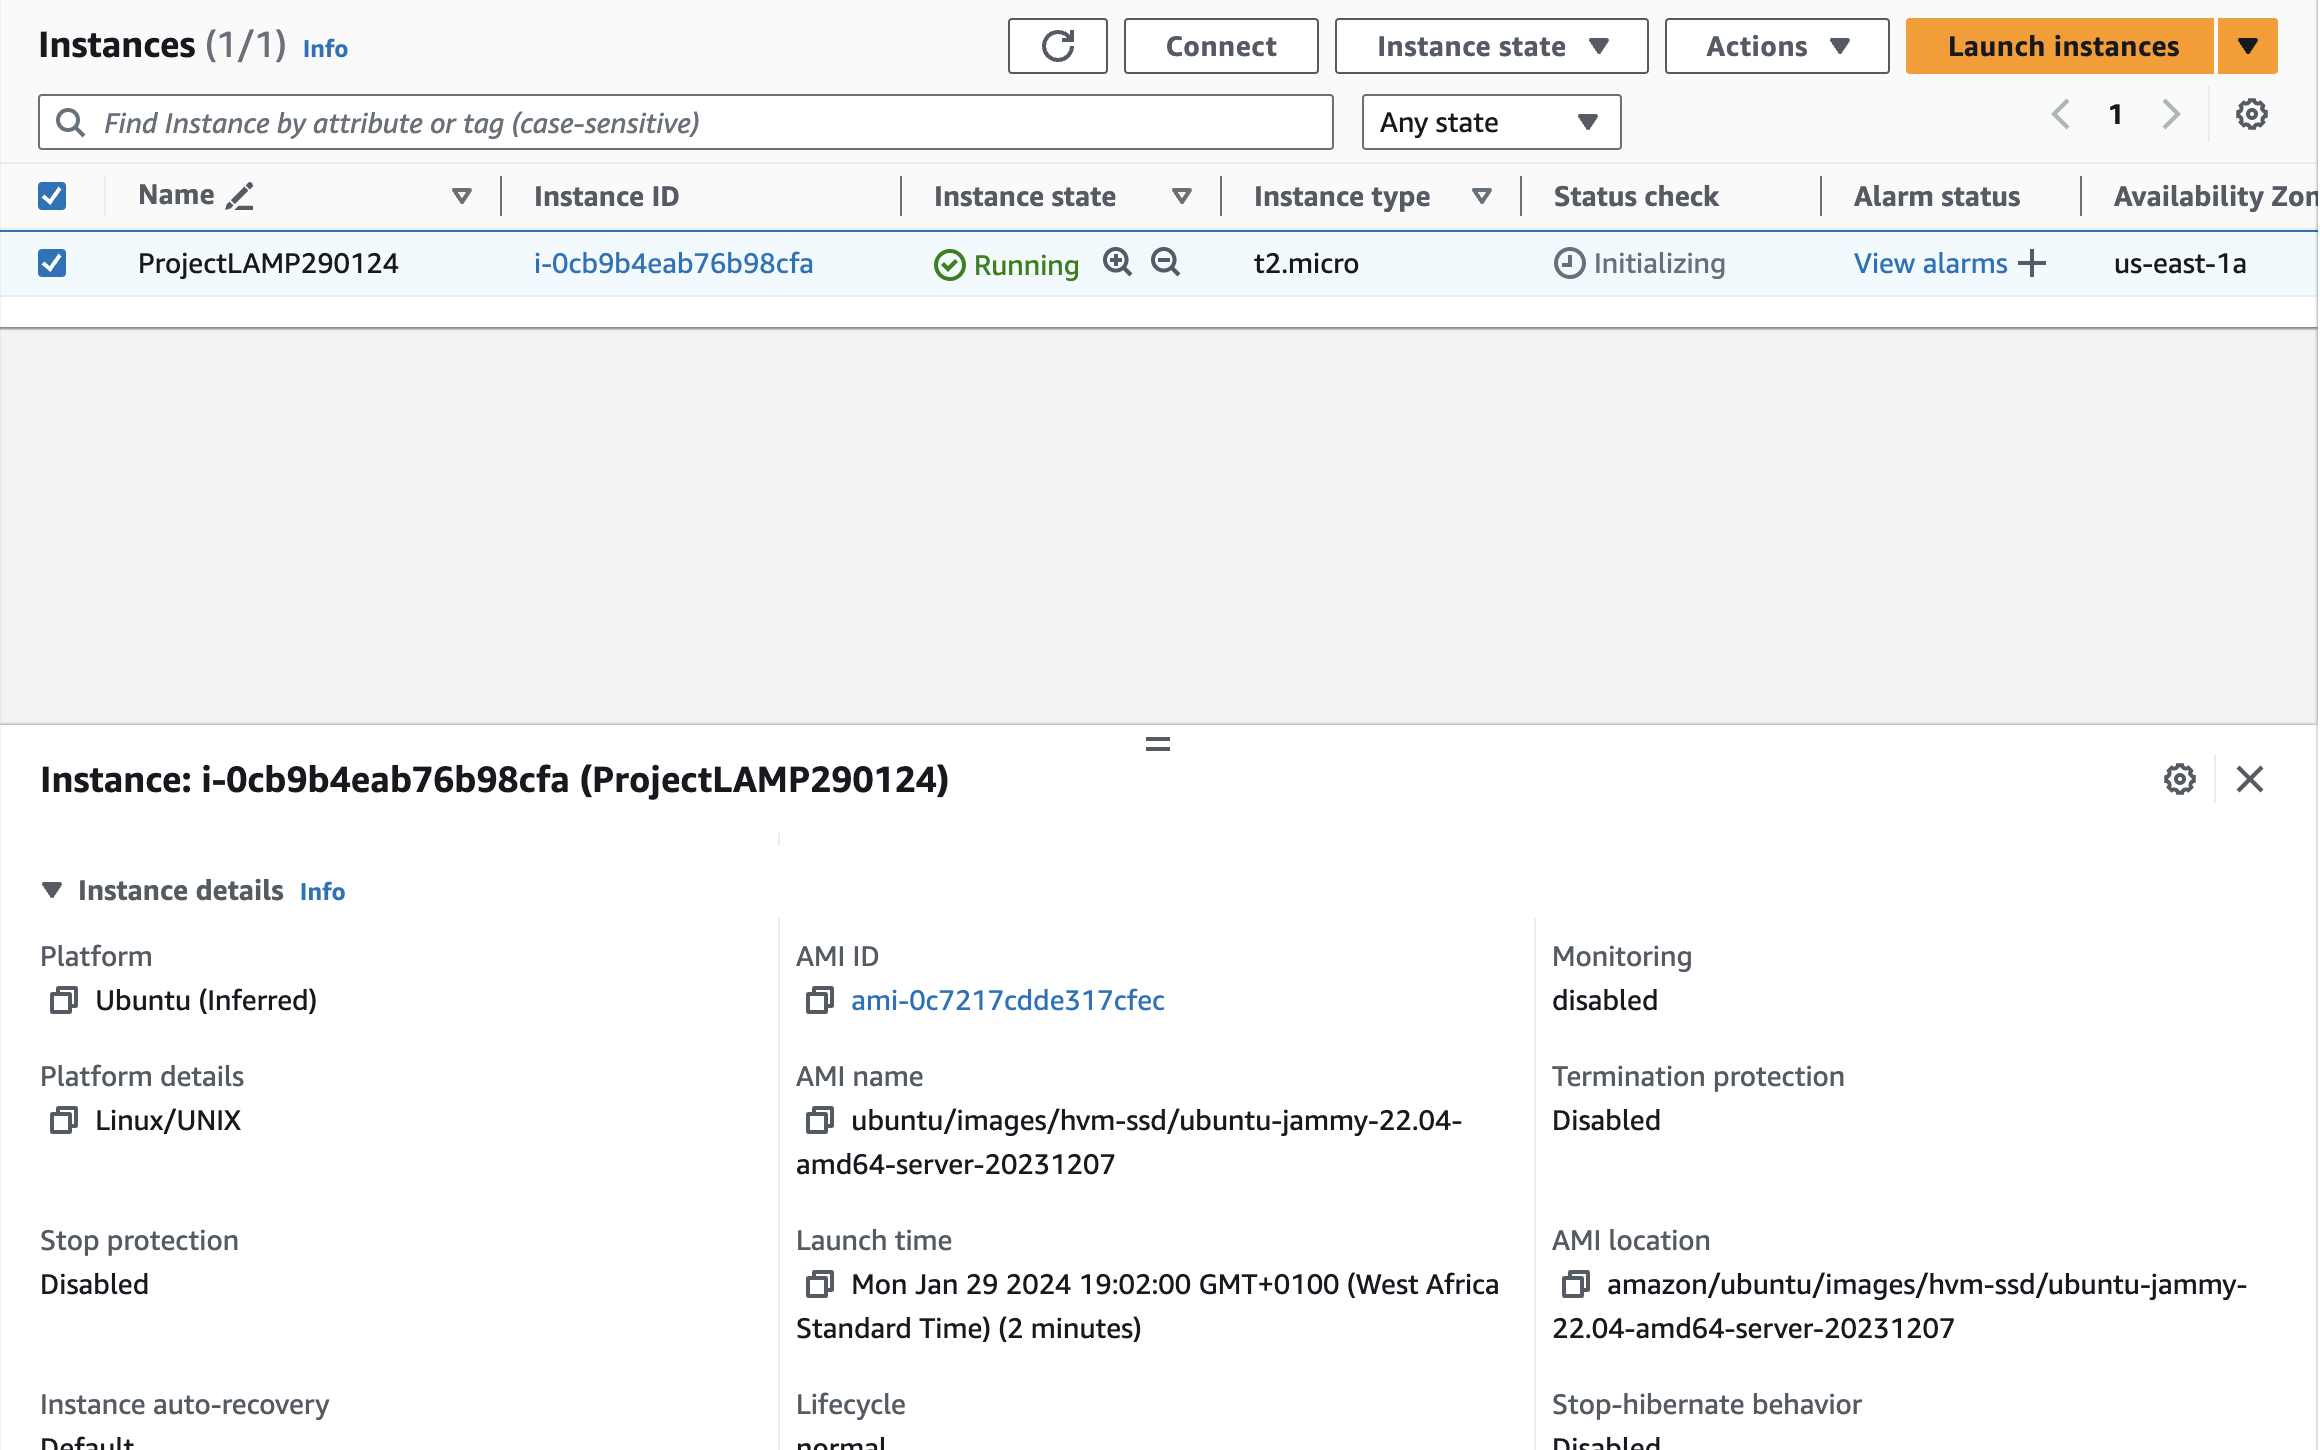 Instances (1/1) Info
Connect
Instance state
Actions
Launch instances
Find Instance by attribute or tag (case-sensitive)
Any state
1
Name Instance ID Instance state Instance type Status check Alarm status Availability Zon
ProjectLAMP290124 i-0cb9b4eab76b98cfa Running t2.micro Initializing View alarms us-east-1a
Instance: i-0cb9b4eab76b98cfa (ProjectLAMP290124)
Instance details Info
Platform
Ubuntu (Inferred)
AMI ID
ami-0c7217cdde317cfec
Monitoring
disabled
Platform details
Linux/UNIX
AMI name
ubuntu/images/hvm-ssd/ubuntu-jammy-22.04-
amd64-server-20231207
Termination protection
Disabled
Stop protection
Disabled
Launch time
Mon Jan 29 2024 19:02:00 GMT+0100 (West Africa
Standard Time) (2 minutes)
AMI location
amazon/ubuntu/images/hvm-ssd/ubuntu-jammy-
22.04-amd64-server-20231207
Instance auto-recovery
Default
Lifecycle
normal
Stop-hibernate behavior
Disabled